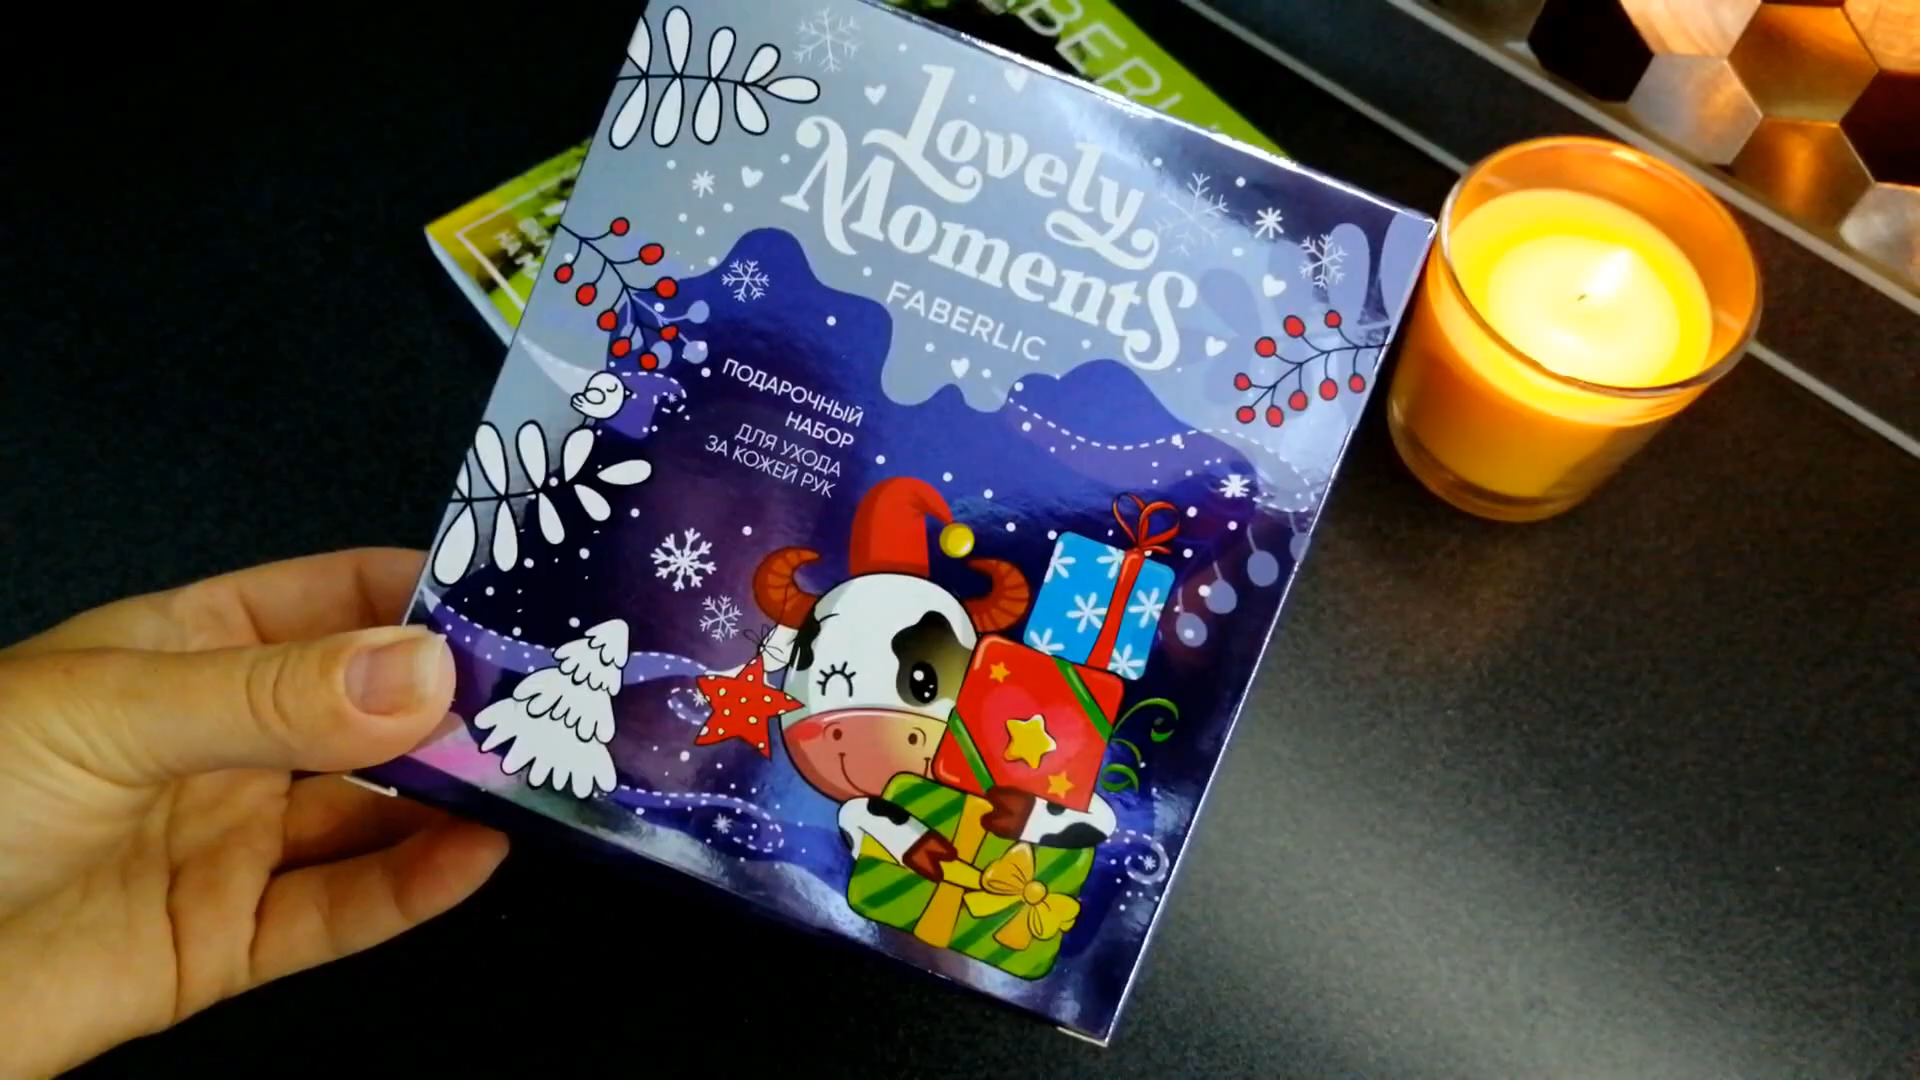 Lovely
Moments
FABERLIC
ПОДАРОЧНЫЙ
НАБОР
ДЛЯ УХОДА
ЗА КОЖЕЙ РУК